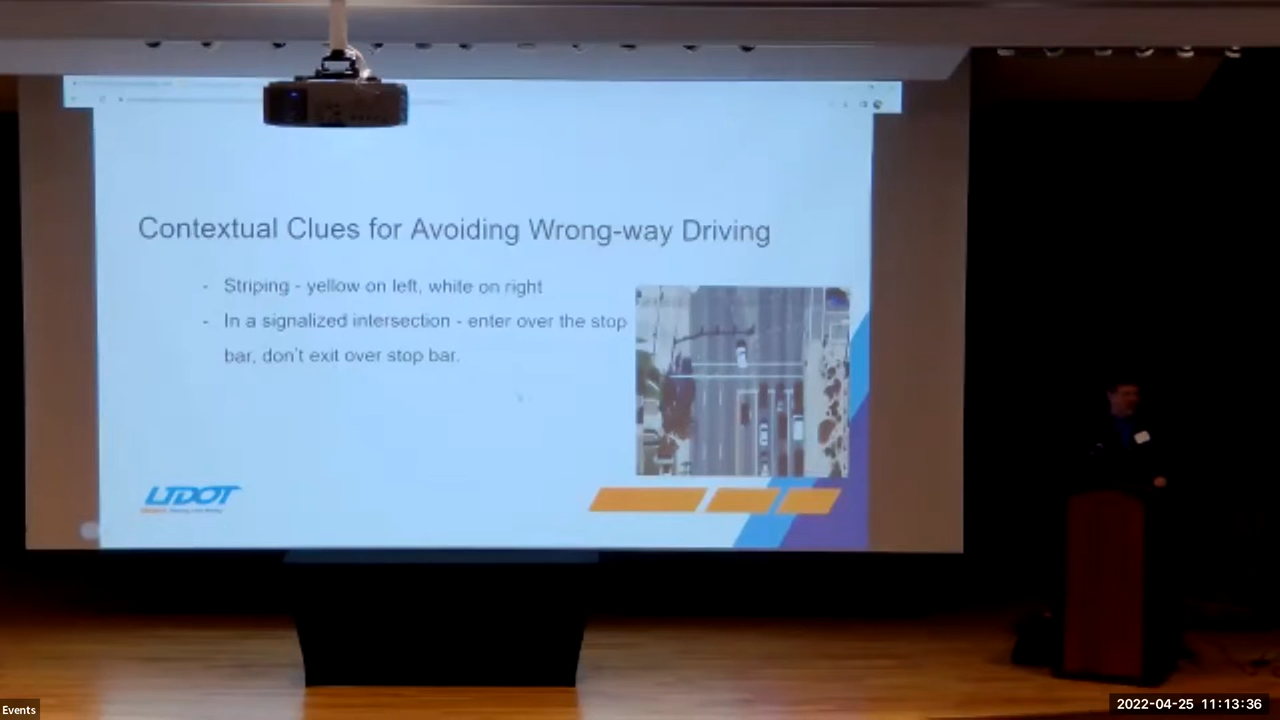 Contextual Clues for Avoiding Wrong-way Driving
- Striping - yellow on left, white on right
- In a signalized intersection - enter over the stop
bar, don't exit over stop bar.
Events
2022-04-25 11:13:36